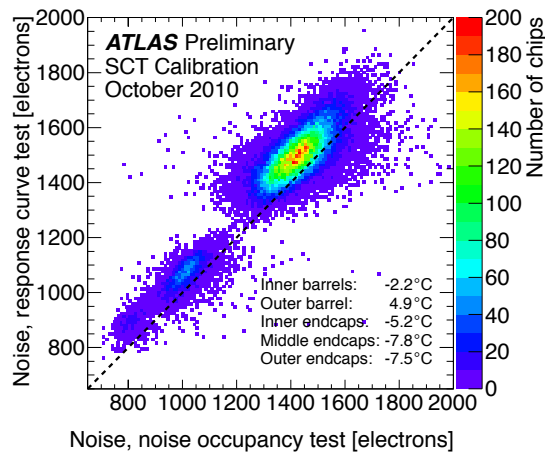 ATLAS Preliminary
SCT Calibration
October 2010
Noise, response curve test [electrons]
2000
1800
1600
1400
1200
1000
800
Inner barrels: -2.2°C
Outer barrel: 4.9°C
Inner endcaps: -5.2°C
Middle endcaps: -7.8°C
Outer endcaps: -7.5°C
800 1000 1200 1400 1600 1800 2000
Noise, noise occupancy test [electrons]
Number of chips
200
180
160
140
120
100
80
60
40
20
0